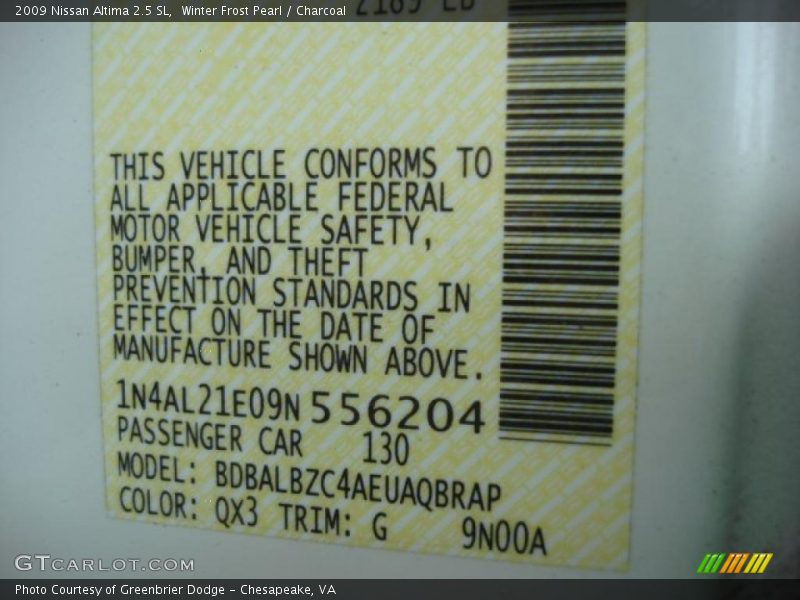 2009 Nissan Altima 2.5 SL, Winter Frost Pearl / Charcoal
THIS VEHICLE CONFORMS TO
ALL APPLICABLE FEDERAL
MOTOR VEHICLE SAFETY,
BUMPER, AND THEFT
PREVENTION STANDARDS IN
EFFECT ON THE DATE OF
MANUFACTURE SHOWN ABOVE.
1N4AL21E09N556204
PASSENGER CAR 130
MODEL: BDBALBZC4AEUAQBRAP
COLOR: QX3 TRIM: G 9N00A
GTCARLOT.COM
Photo Courtesy of Greenbrier Dodge - Chesapeake, VA